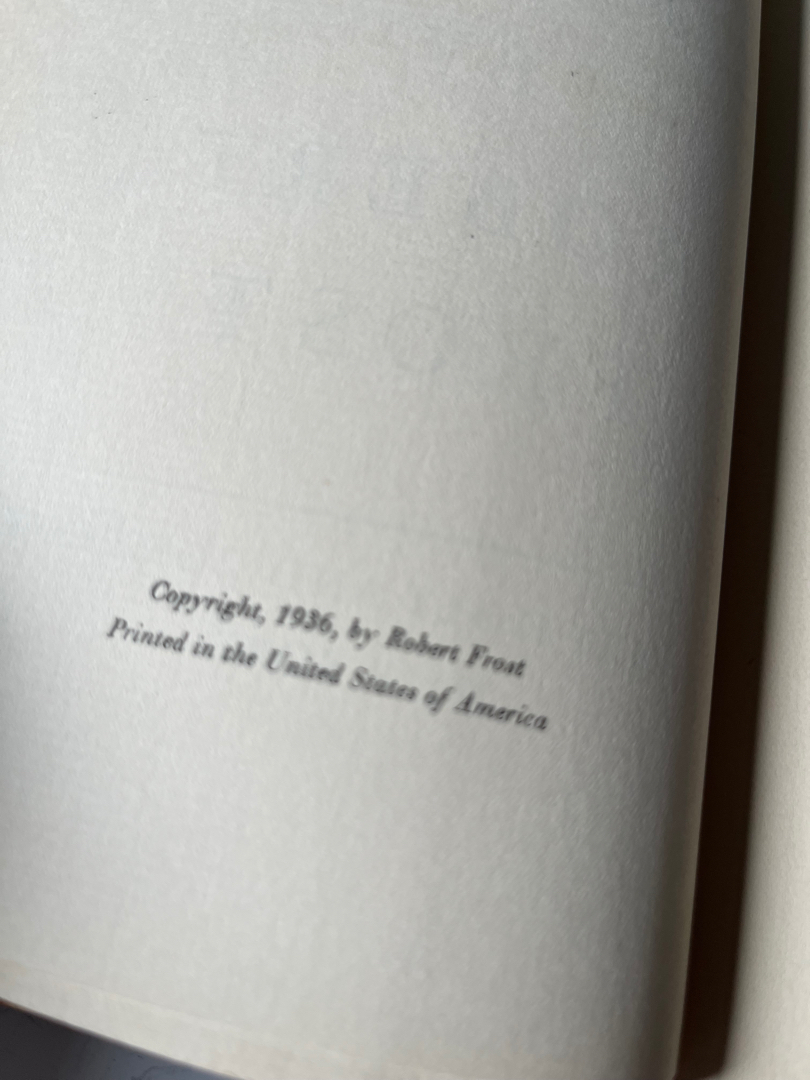 Copyright, 1936, by Robert Frost
Printed in the United States of America